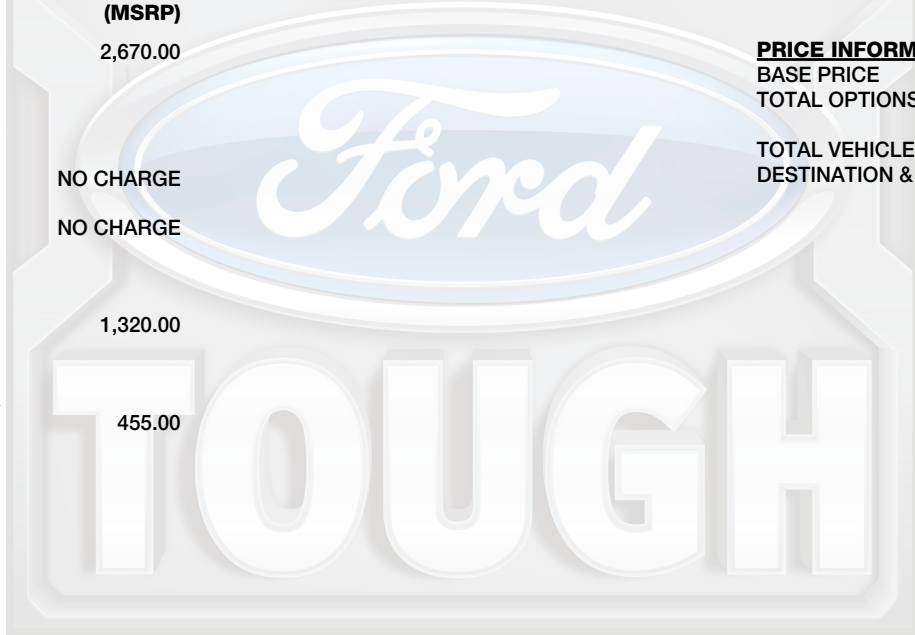 (MSRP)
2,670.00
NO CHARGE
NO CHARGE
1,320.00
455.00
PRICE INFORM
BASE PRICE
TOTAL OPTIONS
TOTAL VEHICLE
DESTINATION &
Ford
TOUGH